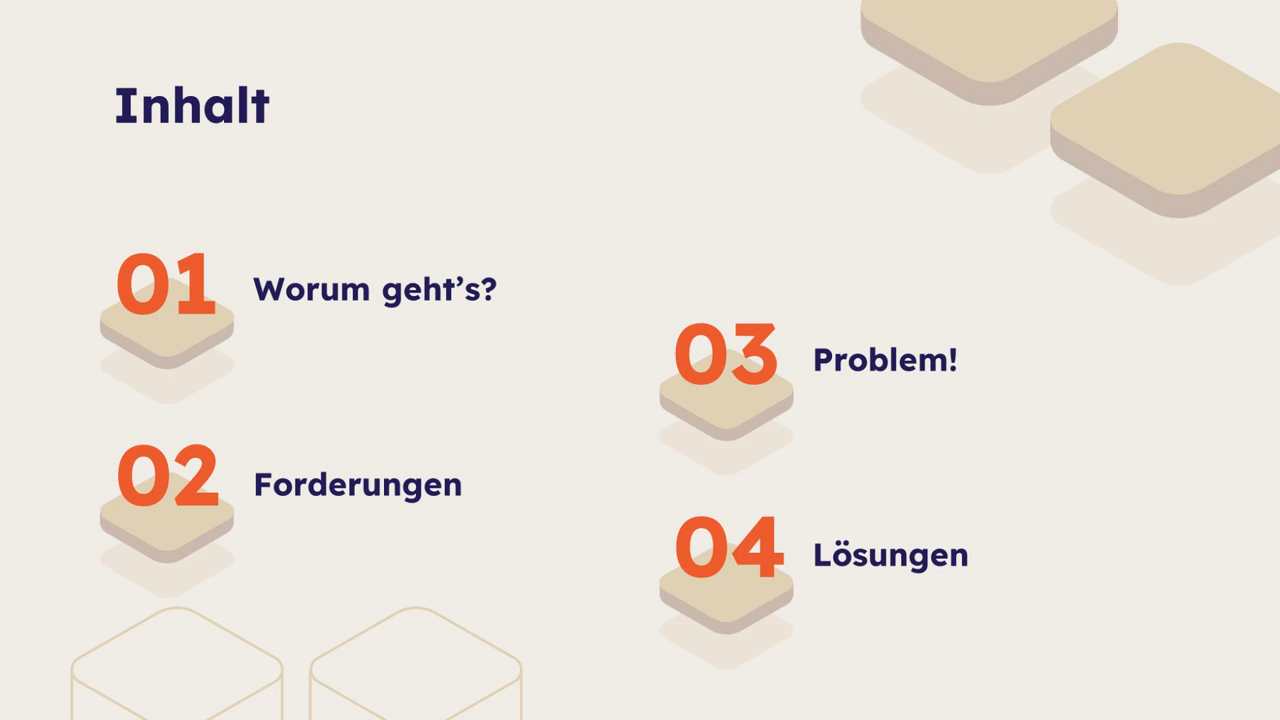 Inhalt
01 Worum geht’s?
02 Forderungen
03 Problem!
04 Lösungen